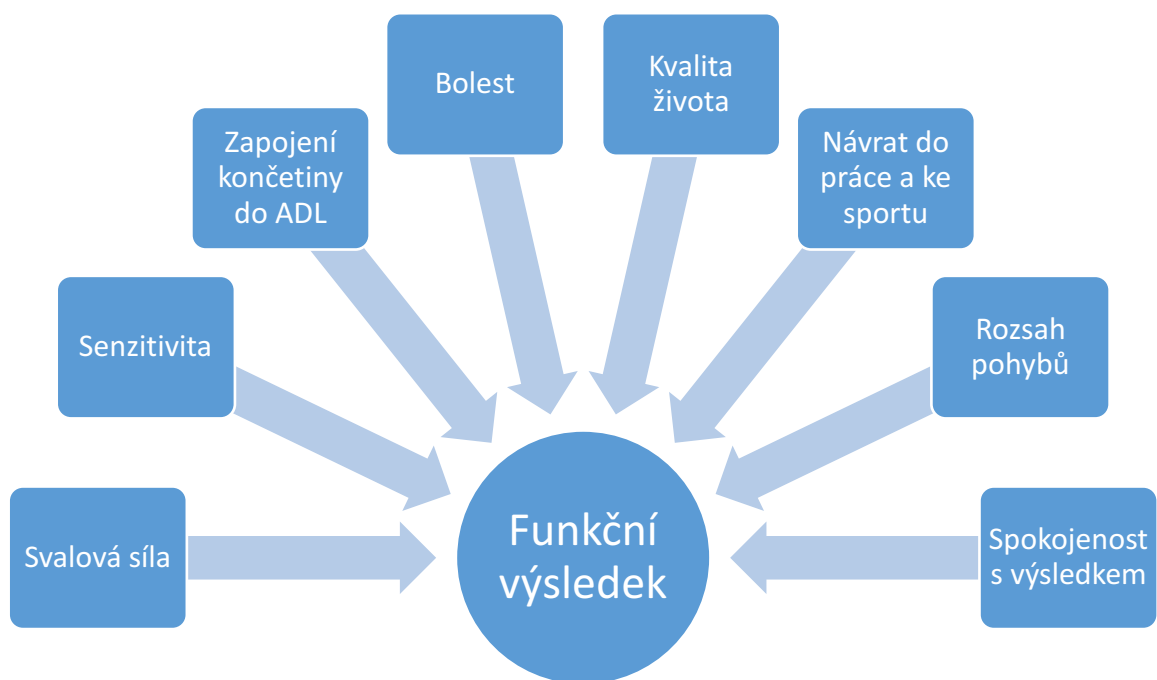 Bolest
Kvalita
života
Zapojení
končetiny
do ADL
Návrat do
práce a ke
sportu
Senzitivita
Rozsah
pohybů
Svalová síla
Funkční
výsledek
Spokojenost
s výsledkem